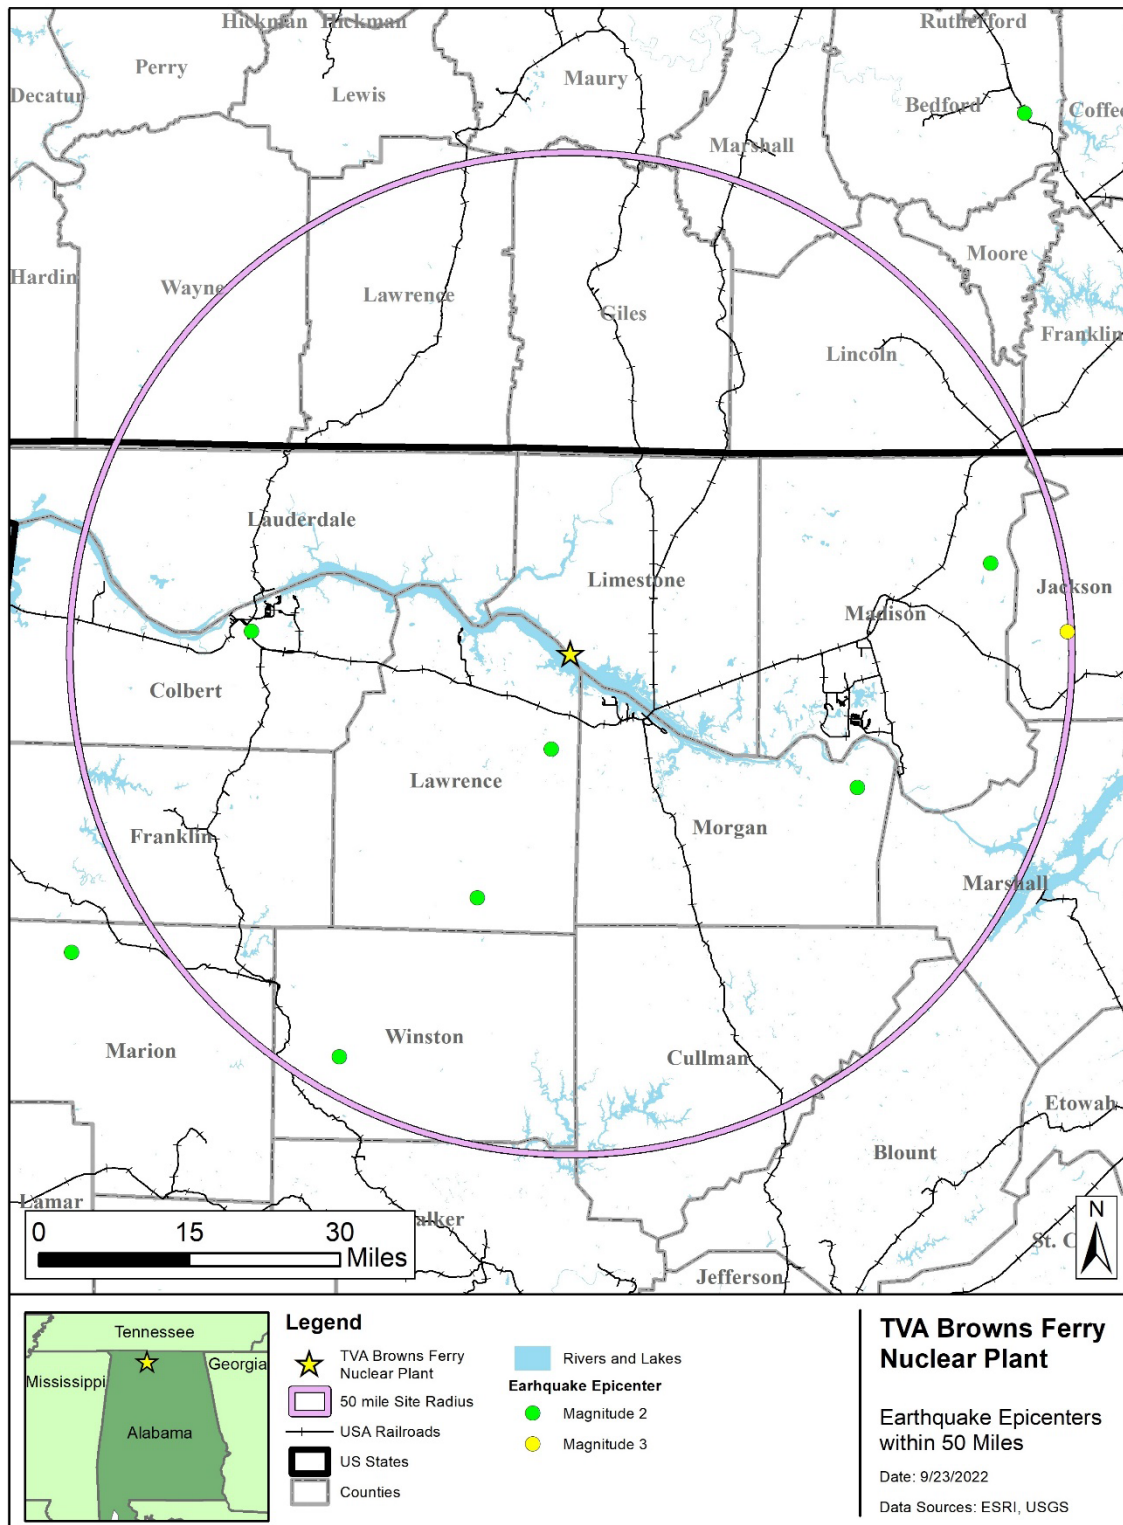 Hickman Hickman
Rutherford
Perry
Maury
Decatur
Lewis
Bedford
Coffee
Marshall
Hardin
Wayne
Lawrence
Giles
Moore
Franklin
Lincoln
Lauderdale
Limestone
Jackson
Madison
Colbert
Lawrence
Franklin
Morgan
Marshall
Marion
Winston
Cullman
Etowah
Blount
Lamar
alker
St. C
Jefferson
N
0 15 30
Miles
Tennessee
Georgia
Mississippi
Alabama
Legend
TVA Browns Ferry
Nuclear Plant
50 mile Site Radius
USA Railroads
US States
Counties
Rivers and Lakes
Earhquake Epicenter
Magnitude 2
Magnitude 3
TVA Browns Ferry
Nuclear Plant
Earthquake Epicenters
within 50 Miles
Date: 9/23/2022
Data Sources: ESRI, USGS